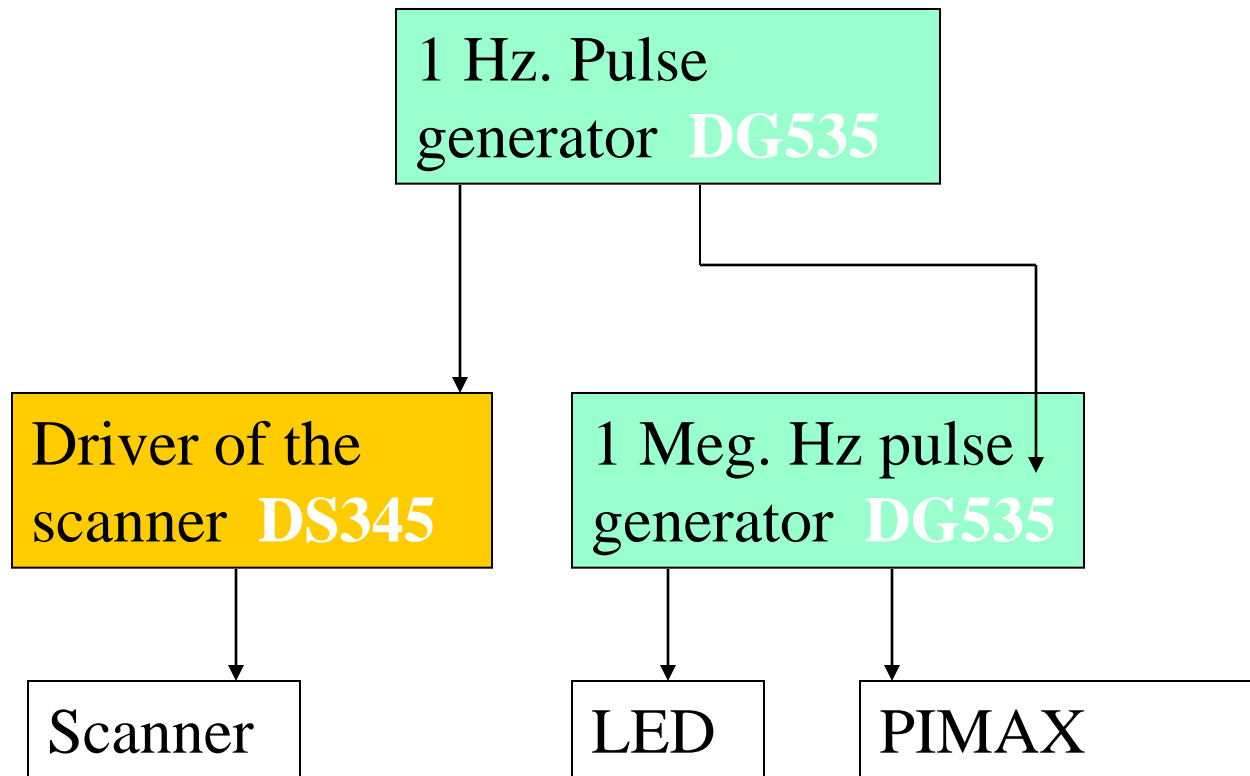 1 Hz. Pulse
generator DG535
Driver of the
scanner DS345
1 Meg. Hz pulse
generator DG535
Scanner
LED
PIMAX